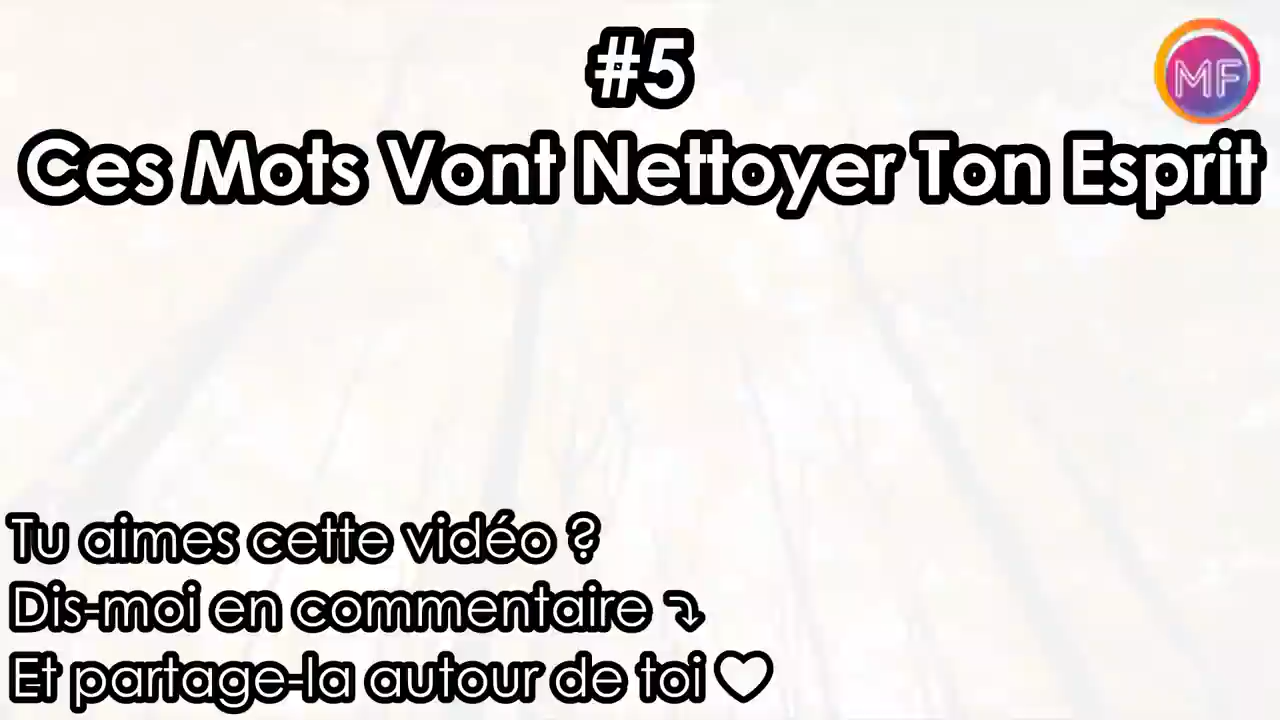 #5
MF
Ces Mots Vont Nettoyer Ton Esprit
Tu aimes cette vidéo ?
Dis-moi en commentaire ⤵
Et partage-la autour de toi ♡